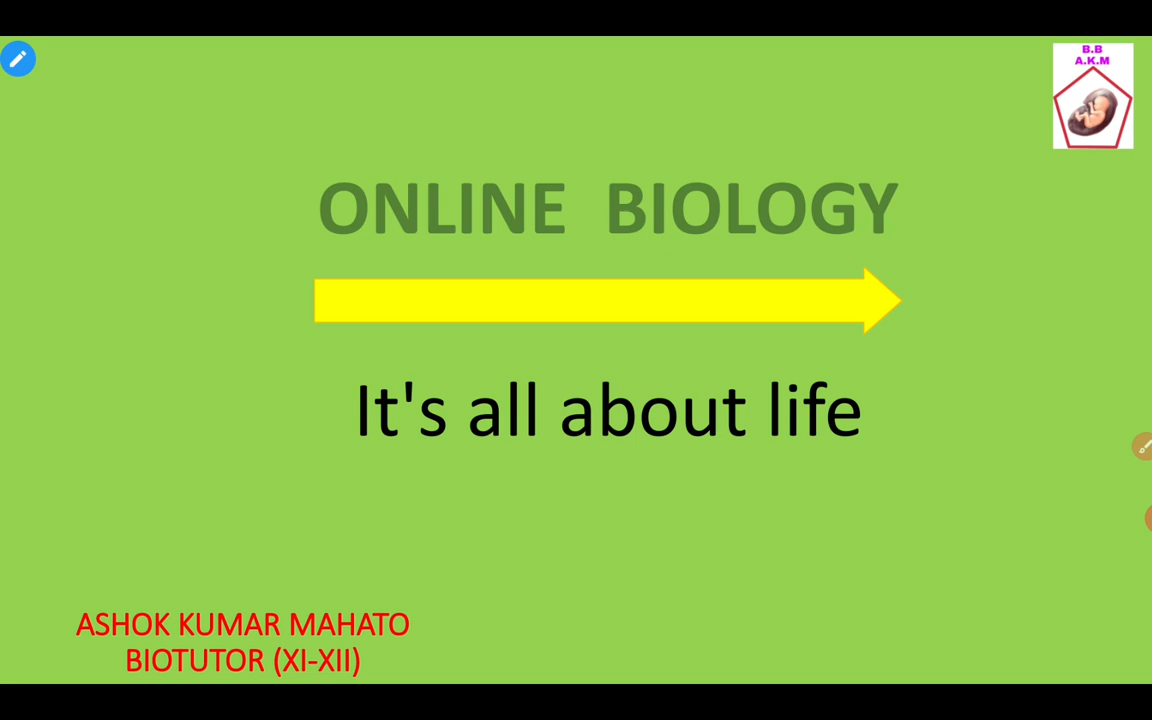 B.B
A.K.M
ONLINE BIOLOGY
It's all about life
ASHOK KUMAR MAHATO
BIOTUTOR (XI-XII)